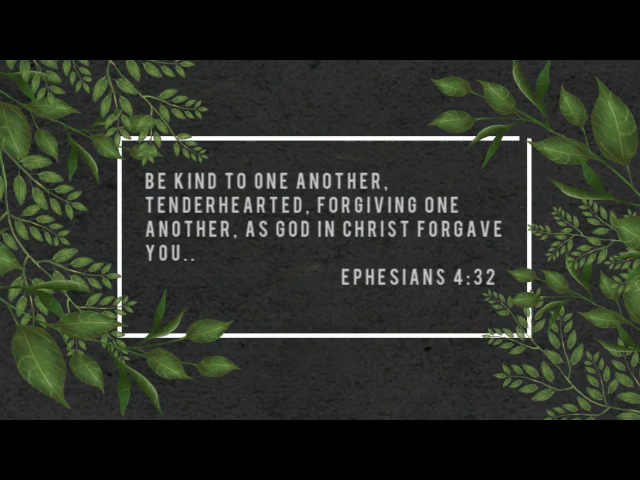 BE KIND TO ONE ANOTHER,
TENDERHEARTED, FORGIVING ONE
ANOTHER, AS GOD IN CHRIST FORGAVE
YOU..
EPHESIANS 4:32